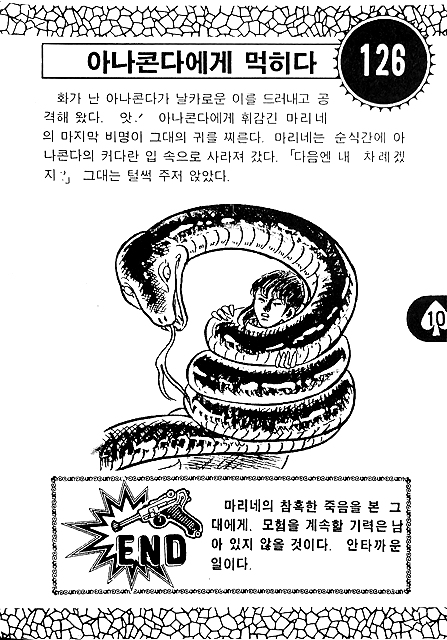 아나콘다에게 먹히다
126
화가 난 아나콘다가 날카로운 이를 드러내고 공
격해 왔다. 앗! 아나콘다에게 휘감긴 마리네
의 마지막 비명이 그대의 귀를 찌른다. 마리네는 순식간에 아
나콘다의 커다란 입 속으로 사라져 갔다. 「다음엔 내 차례겠
지?」 그대는 털썩 주저 앉았다.
10
END
마리네의 참혹한 죽음을 본 그
대에게. 모험을 계속할 기력은 남
아 있지 않을 것이다. 안타까운
일이다.